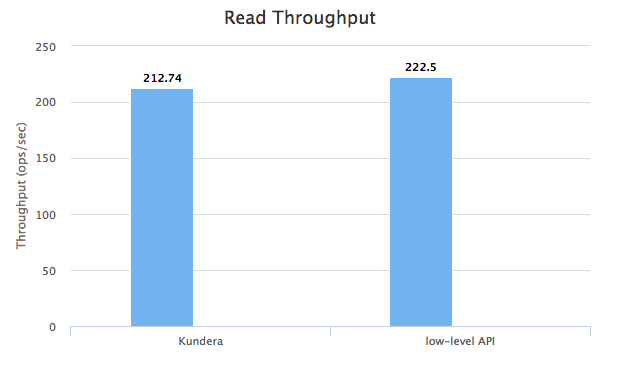 Read Throughput
Throughput (ops/sec)
250
200
150
100
50
0
212.74
222.5
Kundera
low-level API